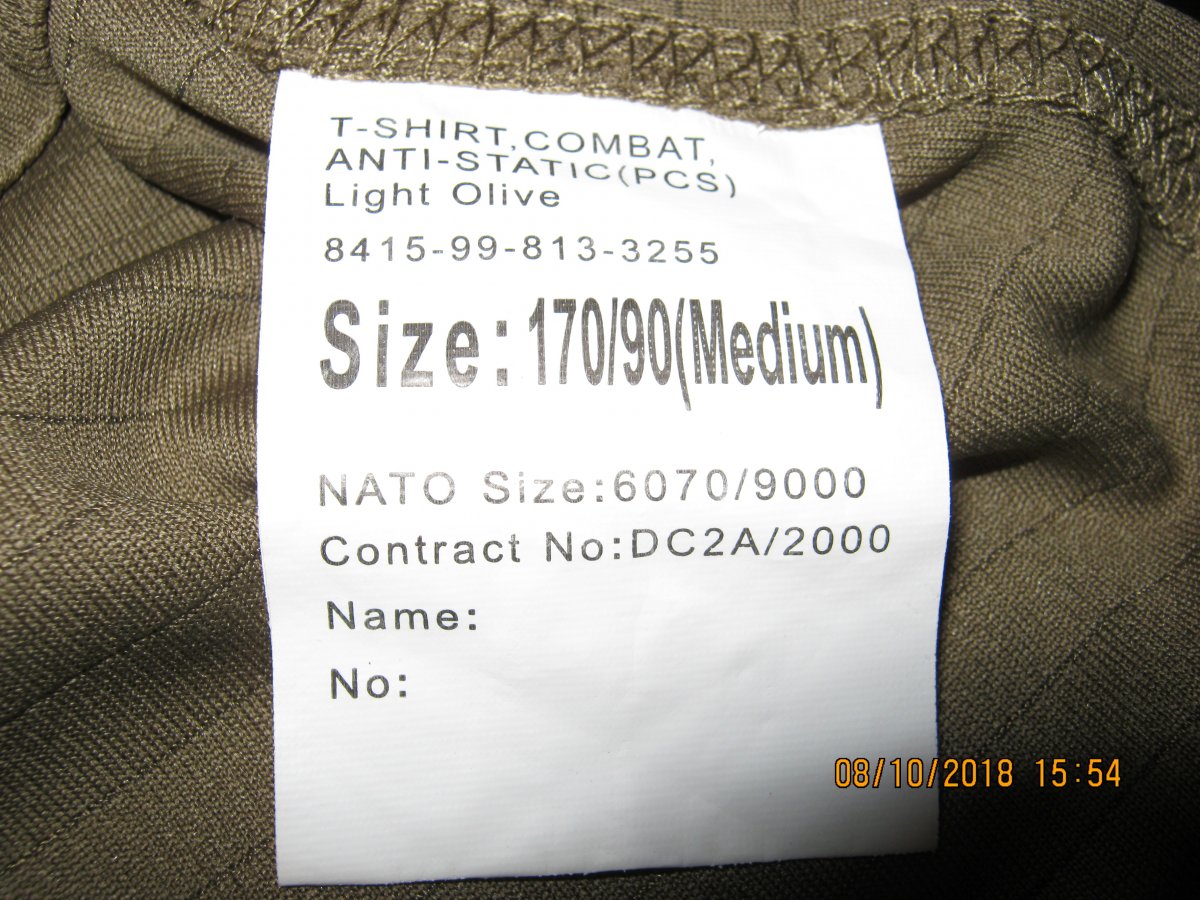 T-SHIRT,COMBAT,
ANTI-STATIC(PCS)
Light Olive
8415-99-813-3255
Size:170/90(Medium)
NATO Size:6070/9000
Contract No:DC2A/2000
Name:
No:
08/10/2018 15:54